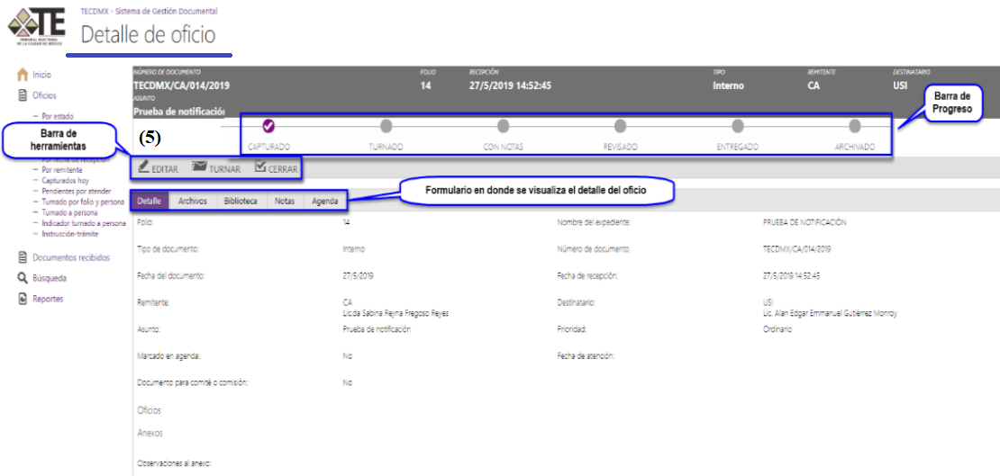 TE
TRIBUNAL ELECTORAL
DE LA CIUDAD DE MÉXICO
TECDMX - Sistema de Gestión Documental
Detalle de oficio
Inicio
Oficios
– Por estado
– Por fecha de recepción
– Por remitente
– Capturados hoy
– Pendientes por atender
– Turnado por folio y persona
– Turnado a persona
– Indicador turnado a persona
– Instrucción-trámite
Documentos recibidos
Búsqueda
Reportes
NÚMERO DE DOCUMENTO FOLIO RECEPCIÓN TIPO REMITENTE DESTINATARIO
TECDMX/CA/014/2019 14 27/5/2019 14:52:45 Interno CA USI
ASUNTO
Prueba de notificación
Barra de
Progreso
Barra de
herramientas
(5)
CAPTURADO TURNADO CON NOTAS REVISADO ENTREGADO ARCHIVADO
EDITAR TURNAR CERRAR
Formulario en donde se visualiza el detalle del oficio
Detalle Archivos Biblioteca Notas Agenda
Folio: 14 Nombre del expediente: PRUEBA DE NOTIFICACIÓN
Tipo de documento: Interno Número de documento: TECDMX/CA/014/2019
Fecha del documento: 27/5/2019 Fecha de recepción: 27/5/2019 14:52:45
Remitente: CA Destinatario: USI
Lic.da Sabina Reyna Fregoso Reyes Lic. Alan Edgar Emmanuel Gutiérrez Monroy
Asunto: Prueba de notificación Prioridad: Ordinario
Marcado en agenda: No Fecha de atención:
Documento para comité o comisión: No
Oficios
Anexos
Observaciones al anexo: